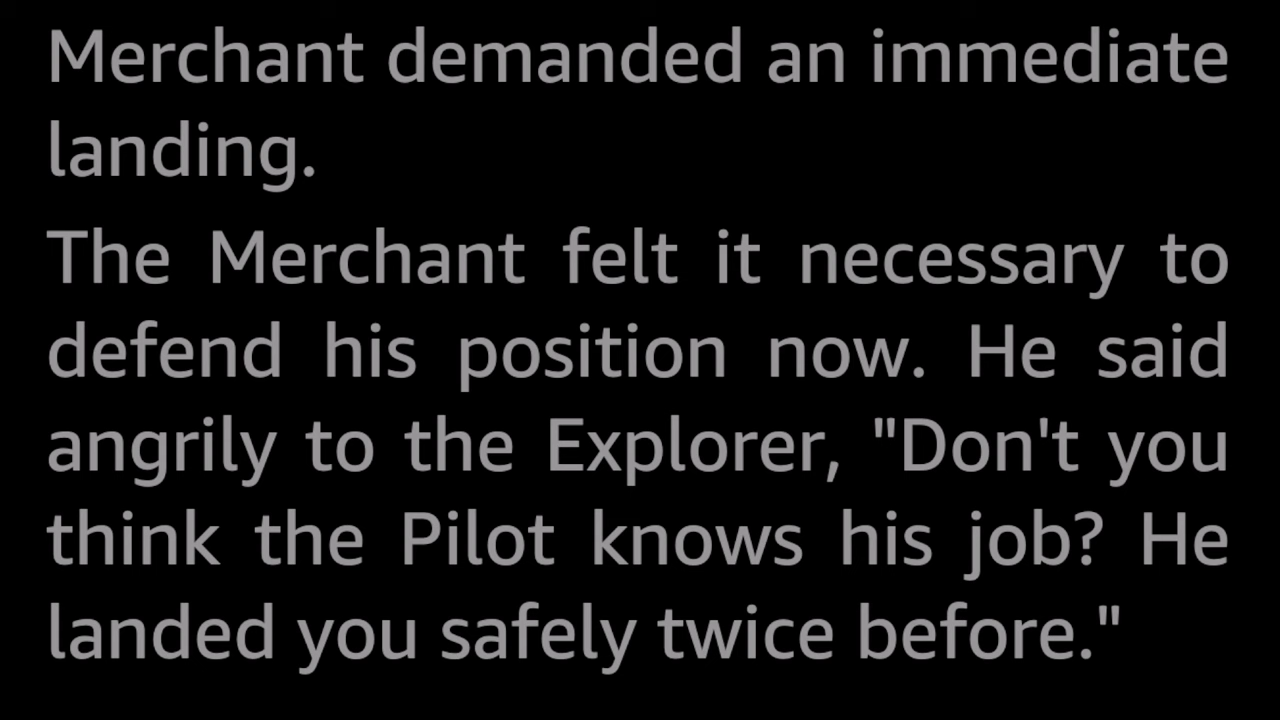 Merchant demanded an immediate
landing.
The Merchant felt it necessary to
defend his position now. He said
angrily to the Explorer, "Don't you
think the Pilot knows his job? He
landed you safely twice before."